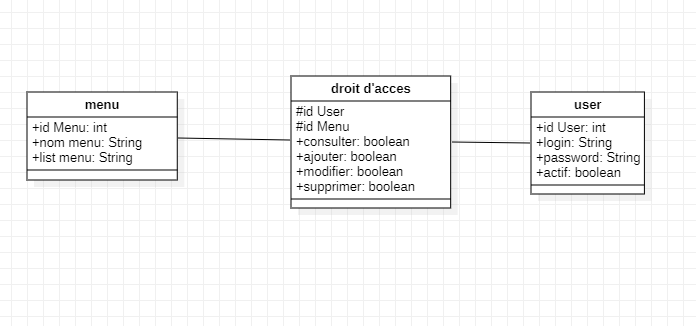 menu
+id Menu: int
+nom menu: String
+list menu: String
droit d'acces
#id User
#id Menu
+consulter: boolean
+ajouter: boolean
+modifier: boolean
+supprimer: boolean
user
+id User: int
+login: String
+password: String
+actif: boolean